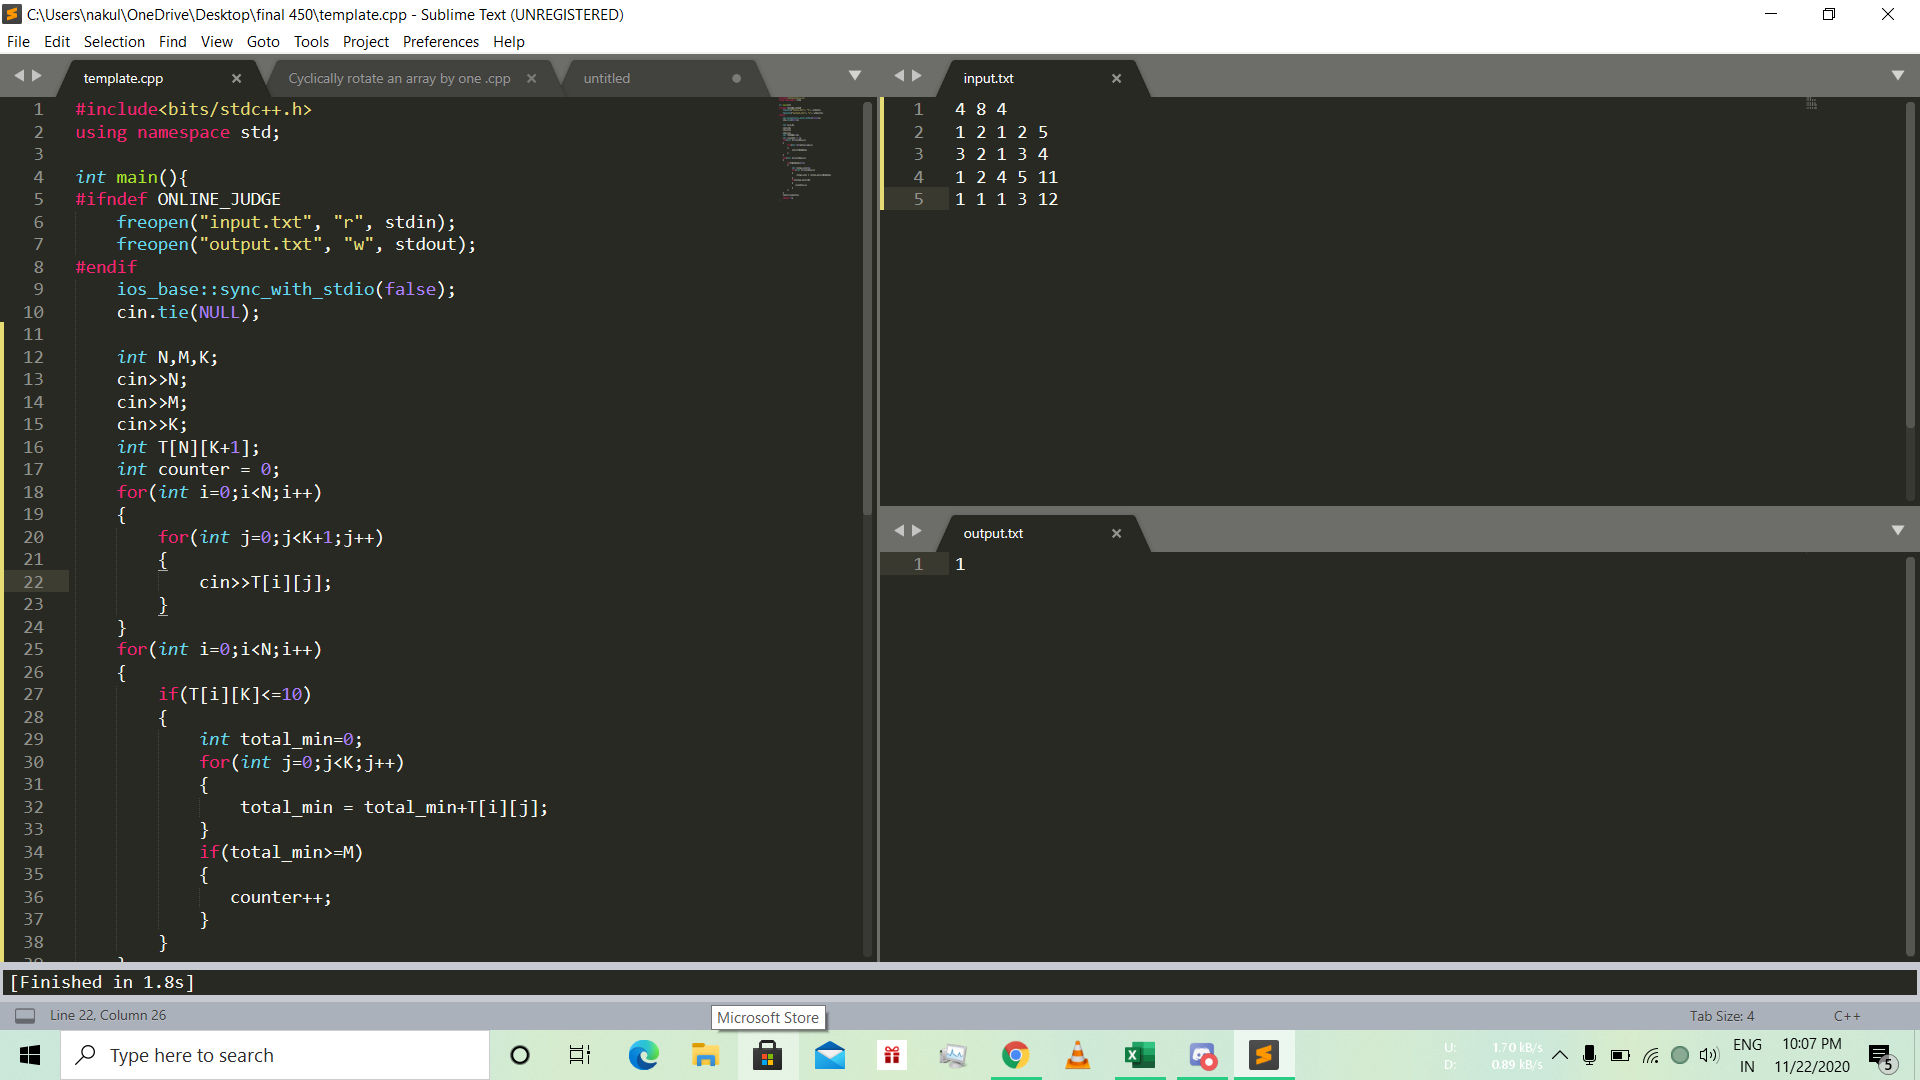 C:\Users\nakul\OneDrive\Desktop\final 450\template.cpp - Sublime Text (UNREGISTERED)
File Edit Selection Find View Goto Tools Project Preferences Help
template.cpp
Cyclically rotate an array by one .cpp
untitled
1 #include<bits/stdc++.h>
2 using namespace std;
3
4 int main(){
5 #ifndef ONLINE_JUDGE
6 freopen("input.txt", "r", stdin);
7 freopen("output.txt", "w", stdout);
8 #endif
9 ios_base::sync_with_stdio(false);
10 cin.tie(NULL);
11
12 int N,M,K;
13 cin>>N;
14 cin>>M;
15 cin>>K;
16 int T[N][K+1];
17 int counter = 0;
18 for(int i=0;i<N;i++)
19 {
20 for(int j=0;j<K+1;j++)
21 {
22 cin>>T[i][j];
23 }
24 }
25 for(int i=0;i<N;i++)
26 {
27 if(T[i][K]<=10)
28 {
29 int total_min=0;
30 for(int j=0;j<K;j++)
31 {
32 total_min = total_min+T[i][j];
33 }
34 if(total_min>=M)
35 {
36 counter++;
37 }
38 }
input.txt
1 4 8 4
2 1 2 1 2 5
3 3 2 1 3 4
4 1 2 4 5 11
5 1 1 1 3 12
output.txt
1 1
[Finished in 1.8s]
Line 22, Column 26
Tab Size: 4
C++
Microsoft Store
Type here to search
U: 1.70 kB/s
D: 0.89 kB/s
ENG
IN
10:07 PM
11/22/2020
5